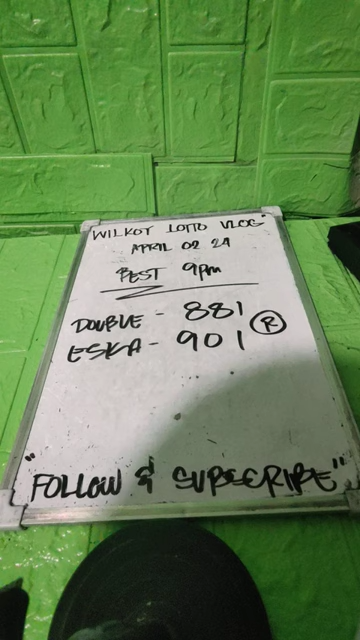 WILKOY LOTTO VLOG"
APRIL 02 24
BEST 9pm
DOUBLE - 881
ESKA - 901 R
"FOLLOW & SUBSCRIBE"